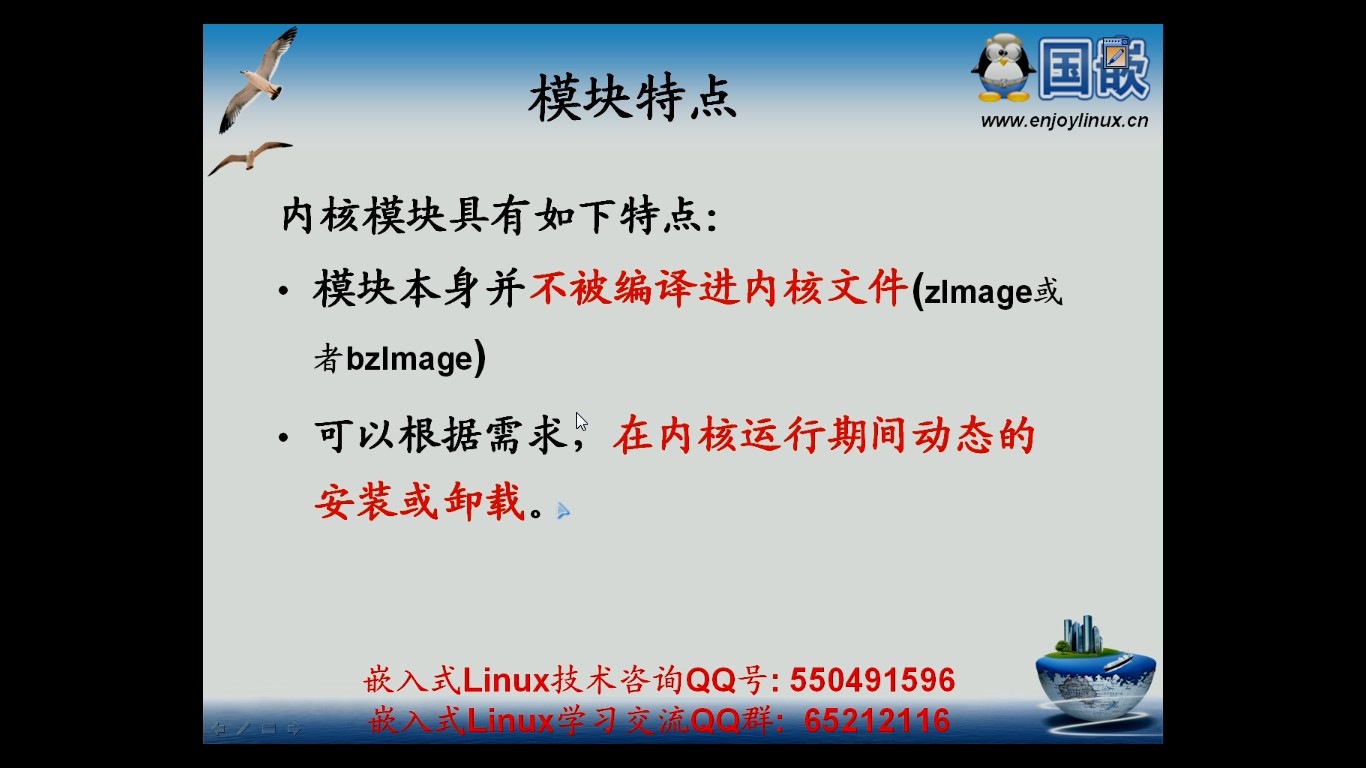 模块特点
国嵌
www.enjoylinux.cn
内核模块具有如下特点：
• 模块本身并不被编译进内核文件(zImage或
者bzImage)
• 可以根据需求，在内核运行期间动态的
安装或卸载。
嵌入式Linux技术咨询QQ号: 550491596
嵌入式Linux学习交流QQ群: 65212116